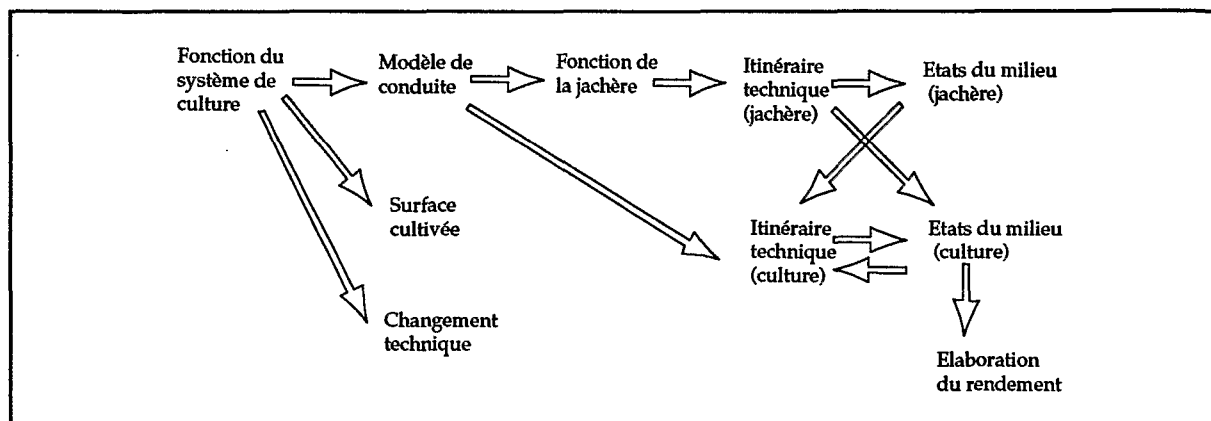 Fonction du
système de
culture
Modèle de
conduite
Fonction de
la jachère
Itinéraire
technique
(jachère)
Etats du milieu
(jachère)
Surface
cultivée
Itinéraire
technique
(culture)
Etats du milieu
(culture)
Changement
technique
Elaboration
du rendement